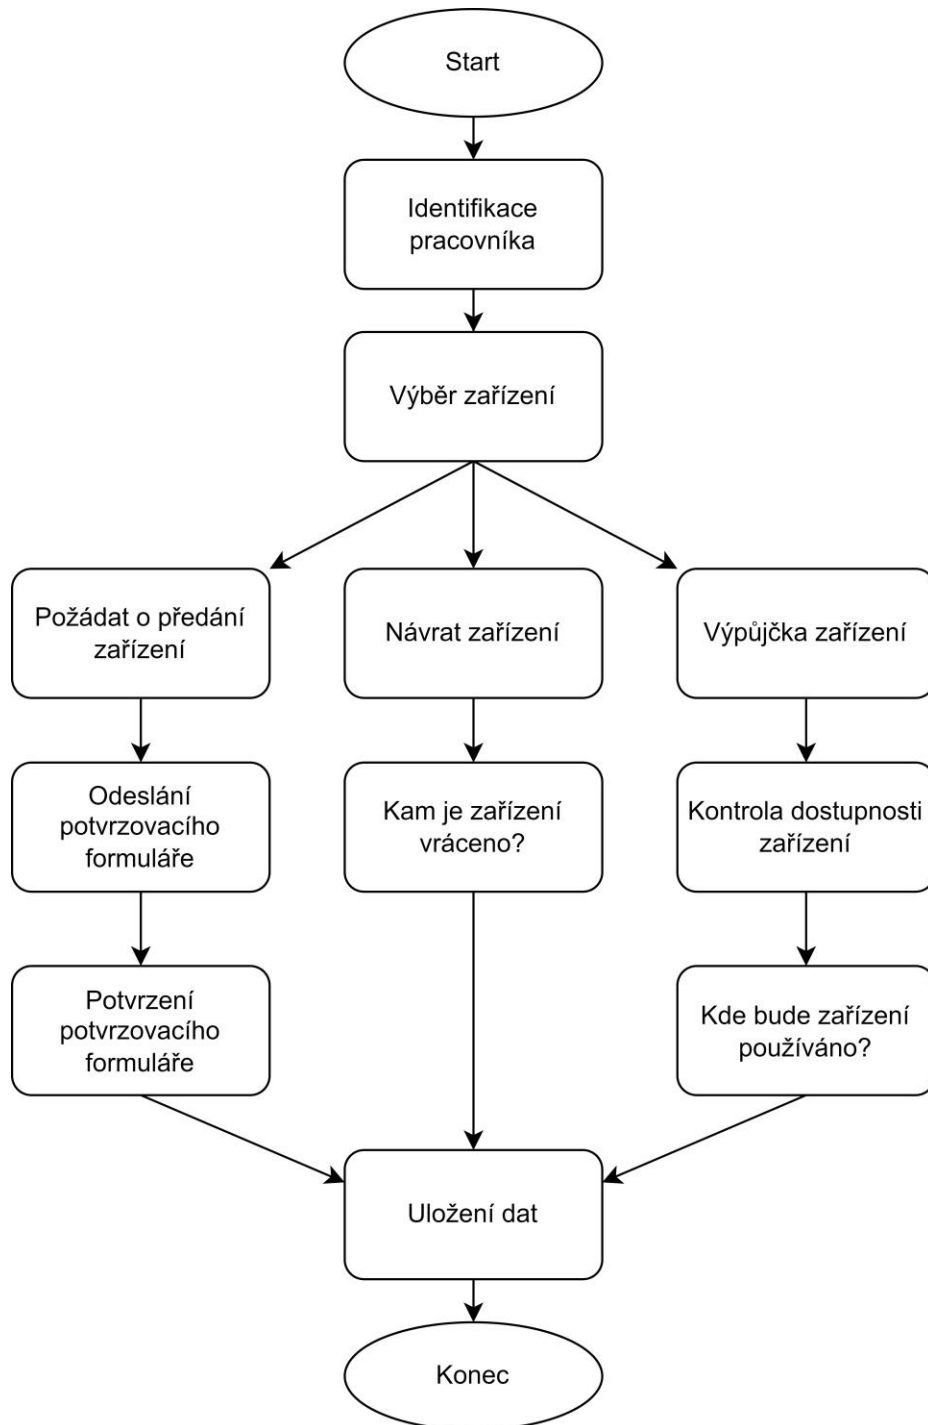 Start
Identifikace
pracovníka
Výběr zařízení
Požádat o předání
zařízení
Návrat zařízení
Výpůjčka zařízení
Odeslání
potvrzovacího
formuláře
Kam je zařízení
vráceno?
Kontrola dostupnosti
zařízení
Potvrzení
potvrzovacího
formuláře
Kde bude zařízení
používáno?
Uložení dat
Konec